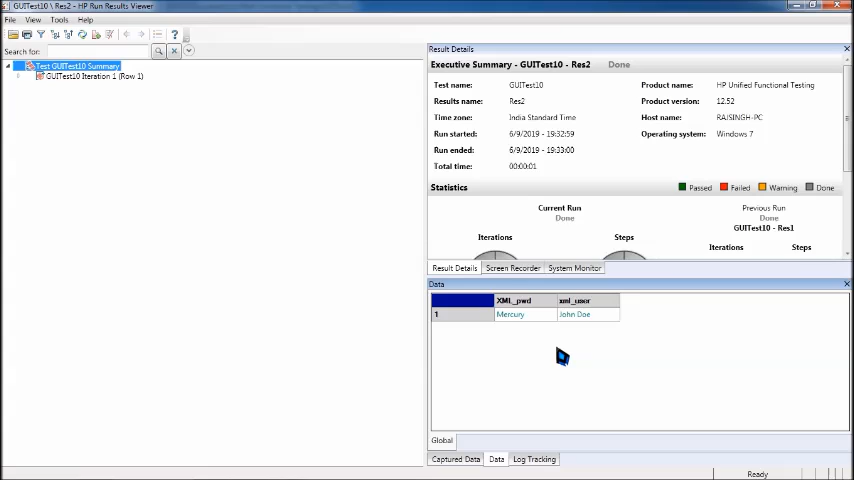 GUITest10 \ Res2 - HP Run Results Viewer
File View Tools Help
Search for:
Test GUITest10 Summary
GUITest10 Iteration 1 (Row 1)
Result Details
Executive Summary - GUITest10 - Res2 Done
Test name: GUITest10 Product name: HP Unified Functional Testing
Results name: Res2 Product version: 12.52
Time zone: India Standard Time Host name: RAJSINGH-PC
Run started: 6/9/2019 - 19:32:59 Operating system: Windows 7
Run ended: 6/9/2019 - 19:33:00
Total time: 00:00:01
Statistics Passed Failed Warning Done
Current Run Previous Run
Done Done
GUITest10 - Res1
Iterations Steps Iterations Steps
Result Details Screen Recorder System Monitor
Data
XML_pwd xml_user
1 Mercury John Doe
Global
Captured Data Data Log Tracking
Ready